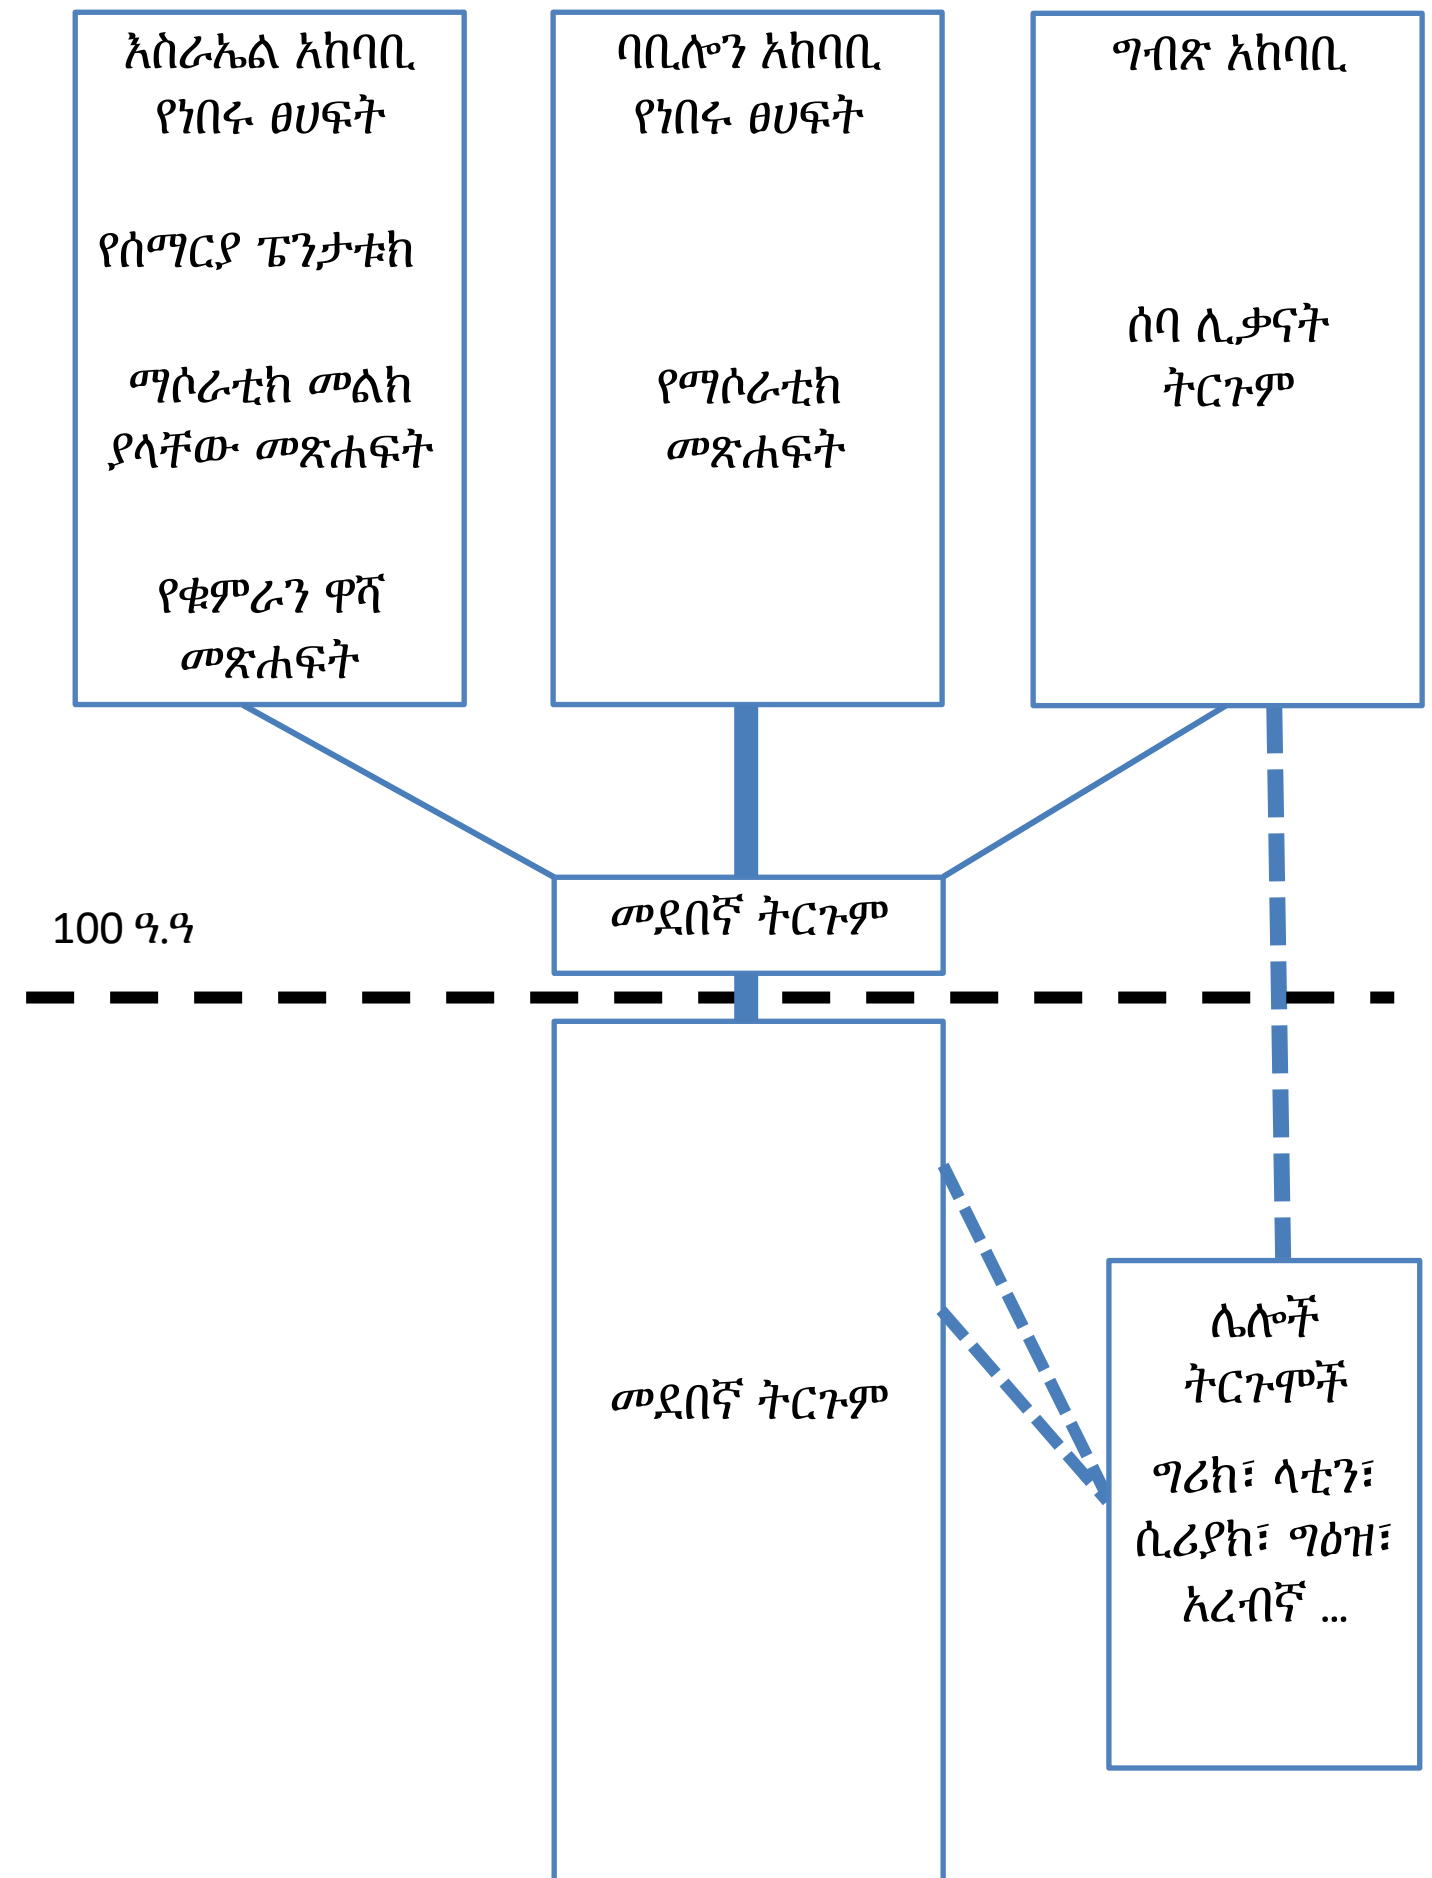 እስራኤል አከባቢ
የነበሩ ፀሀፍት
የሰማርያ ፔንታቱክ
ማሶራቲክ መልክ
ያላቸው መጽሐፍት
የቁምራን ዋሻ
መጽሐፍት
ባቢሎን አከባቢ
የነበሩ ፀሀፍት
የማሶራቲክ
መጽሐፍት
ግብጽ አከባቢ
ሰባ ሊቃናት
ትርጉም
መደበኛ ትርጉም
100 ዓ.ዓ
መደበኛ ትርጉም
ሌሎች
ትርጉሞች
ግሪክ፣ ላቲን፣
ሲሪያክ፣ ግዕዝ፣
አረብኛ ...